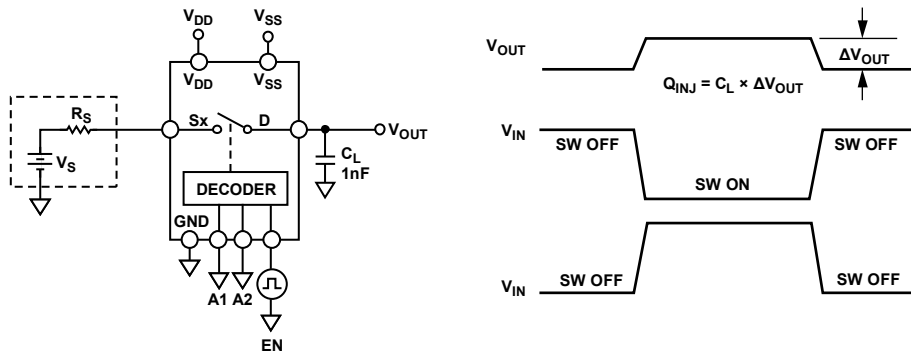 VDD
VSS
VDD
VSS
RS
VS
Sx
D
VOUT
CL
1nF
DECODER
GND
A1
A2
EN
VOUT
ΔVOUT
QINJ = CL × ΔVOUT
VIN
SW OFF
SW ON
SW OFF
VIN
SW OFF
SW OFF